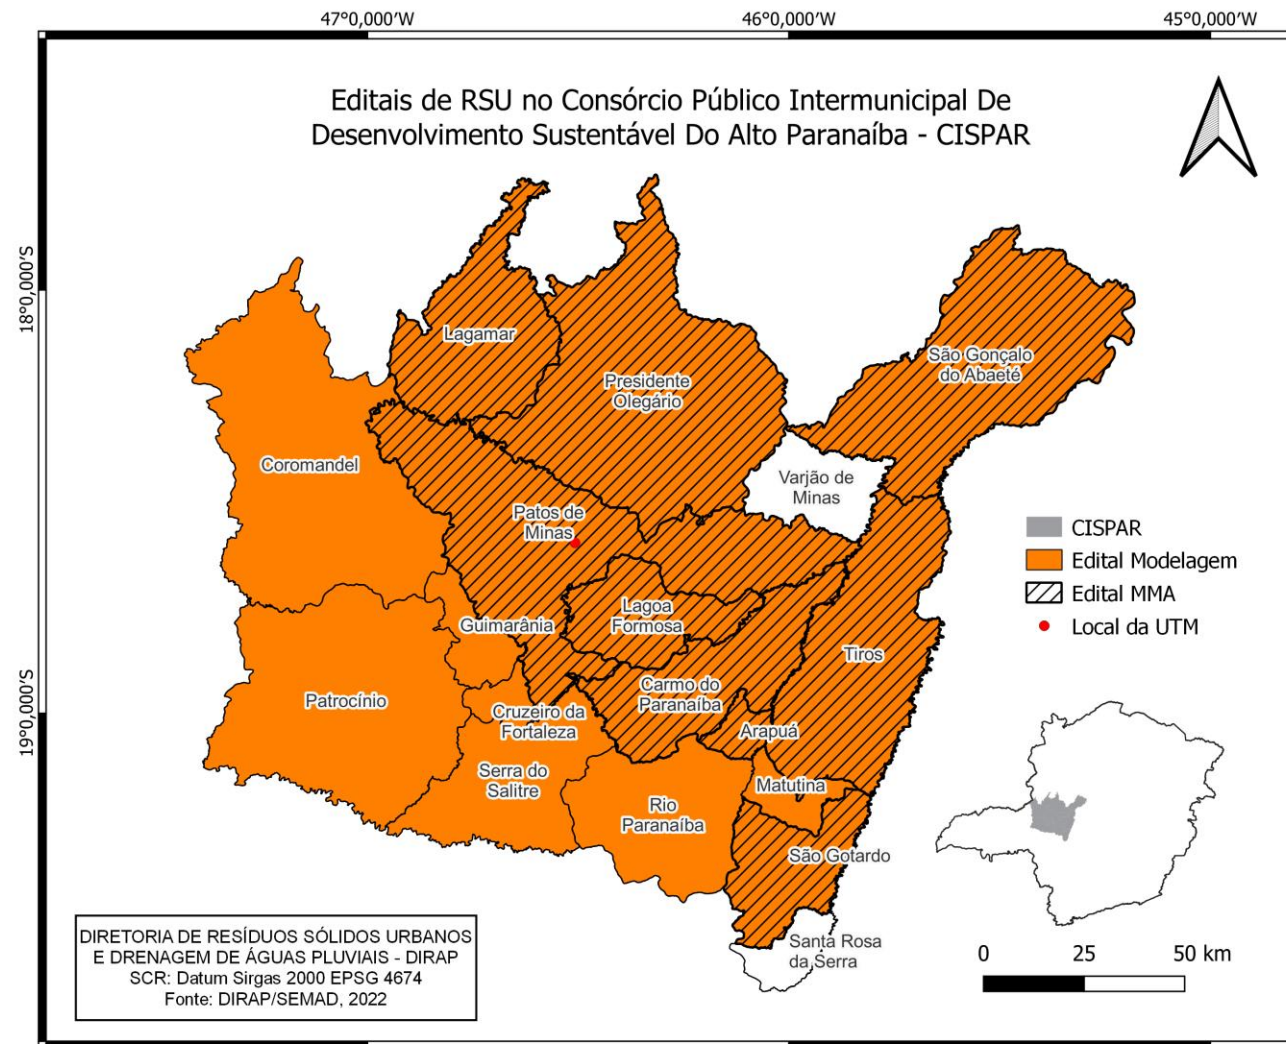 47°0,000'W
46°0,000'W
45°0,000'W
Editais de RSU no Consórcio Público Intermunicipal De
Desenvolvimento Sustentável Do Alto Paranaíba - CISPAR
18°0,000'S
19°0,000'S
Lagamar
São Gonçalo
do Abaeté
Presidente
Olegário
Coromandel
Varjão de
Minas
Patos de
Minas
Lagoa
Formosa
Guimarânia
Tiros
Carmo do
Paranaíba
Patrocínio
Cruzeiro da
Fortaleza
Arapuá
Serra do
Salitre
Matutina
Rio
Paranaíba
São Gotardo
Santa Rosa
da Serra
CISPAR
Edital Modelagem
Edital MMA
Local da UTM
0
25
50 km
DIRETORIA DE RESÍDUOS SÓLIDOS URBANOS
E DRENAGEM DE ÁGUAS PLUVIAIS - DIRAP
SCR: Datum Sirgas 2000 EPSG 4674
Fonte: DIRAP/SEMAD, 2022